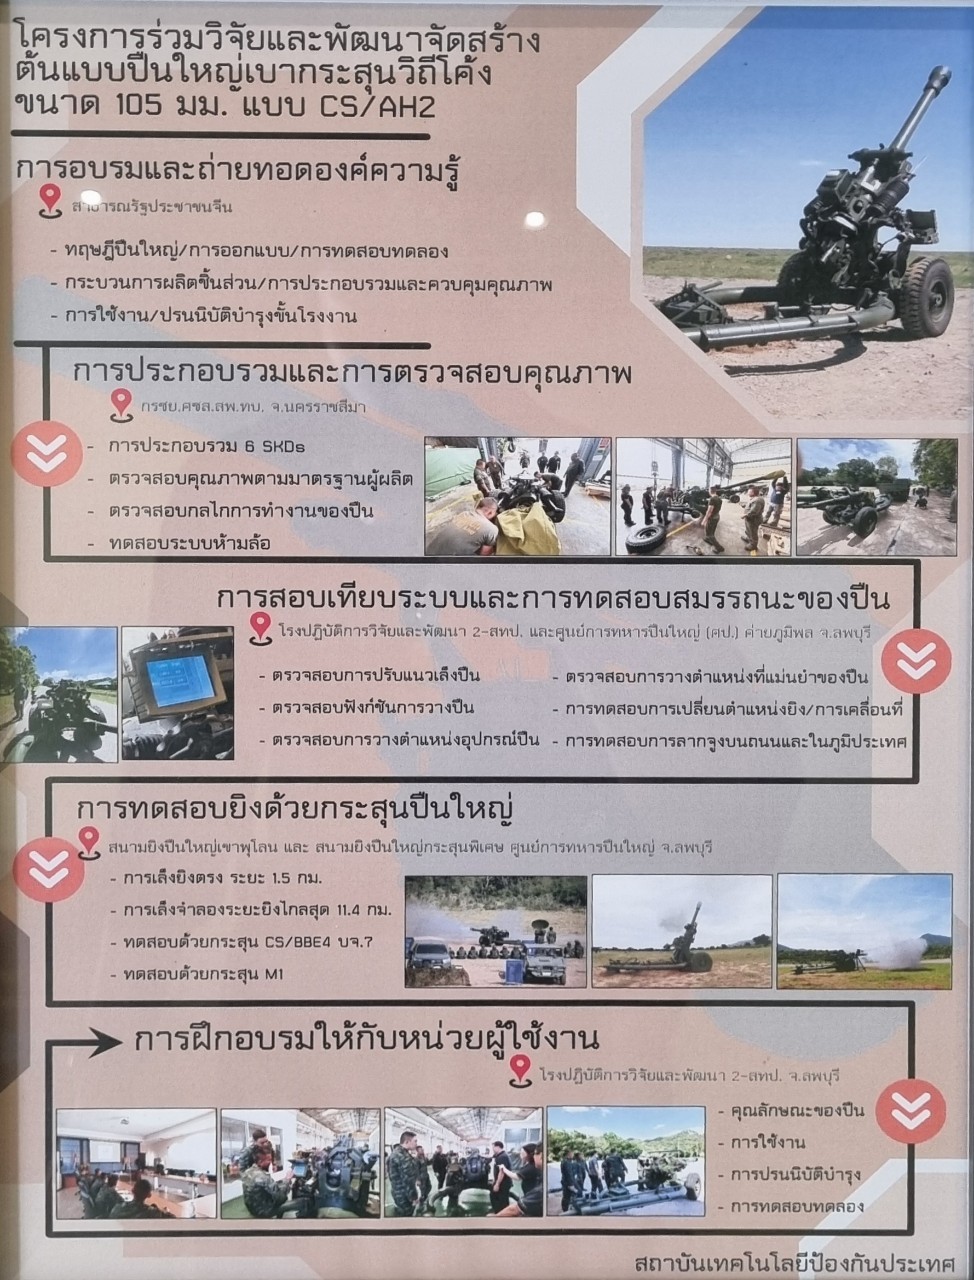 โครงการร่วมวิจัยและพัฒนาจัดสร้าง
ต้นแบบปืนใหญ่เบากระสุนวิถีโค้ง
ขนาด 105 มม. แบบ CS/AH2
การอบรมและถ่ายทอดองค์ความรู้
สาธารณรัฐประชาชนจีน
- ทฤษฎีปืนใหญ่/การออกแบบ/การทดสอบทดลอง
- กระบวนการผลิตชิ้นส่วน/การประกอบรวมและควบคุมคุณภาพ
- การใช้งาน/ปรนนิบัติบำรุงขั้นโรงงาน
การประกอบรวมและการตรวจสอบคุณภาพ
กรซย.ศซส.สพ.ทบ. จ.นครราชสีมา
- การประกอบรวม 6 SKDs
- ตรวจสอบคุณภาพตามมาตรฐานผู้ผลิต
- ตรวจสอบกลไกการทำงานของปืน
- ทดสอบระบบห้ามล้อ
การสอบเทียบระบบและการทดสอบสมรรถนะของปืน
โรงปฏิบัติการวิจัยและพัฒนา 2-สทป. และศูนย์การทหารปืนใหญ่ (ศป.) ค่ายภูมิพล จ.ลพบุรี
- ตรวจสอบการปรับแนวเล็งปืน
- ตรวจสอบฟังก์ชันการวางปืน
- ตรวจสอบการวางตำแหน่งอุปกรณ์ปืน
- ตรวจสอบการวางตำแหน่งที่แม่นยำของปืน
- การทดสอบการเปลี่ยนตำแหน่งยิง/การเคลื่อนที่
- การทดสอบการลากจูงบนถนนและในภูมิประเทศ
การทดสอบยิงด้วยกระสุนปืนใหญ่
สนามยิงปืนใหญ่เขาพุโลน และ สนามยิงปืนใหญ่กระสุนพิเศษ ศูนย์การทหารปืนใหญ่ จ.ลพบุรี
- การเล็งยิงตรง ระยะ 1.5 กม.
- การเล็งจำลองระยะยิงไกลสุด 11.4 กม.
- ทดสอบด้วยกระสุน CS/BBE4 บจ.7
- ทดสอบด้วยกระสุน M1
การฝึกอบรมให้กับหน่วยผู้ใช้งาน
โรงปฏิบัติการวิจัยและพัฒนา 2-สทป. จ.ลพบุรี
- คุณลักษณะของปืน
- การใช้งาน
- การปรนนิบัติบำรุง
- การทดสอบทดลอง
สถาบันเทคโนโลยีป้องกันประเทศ